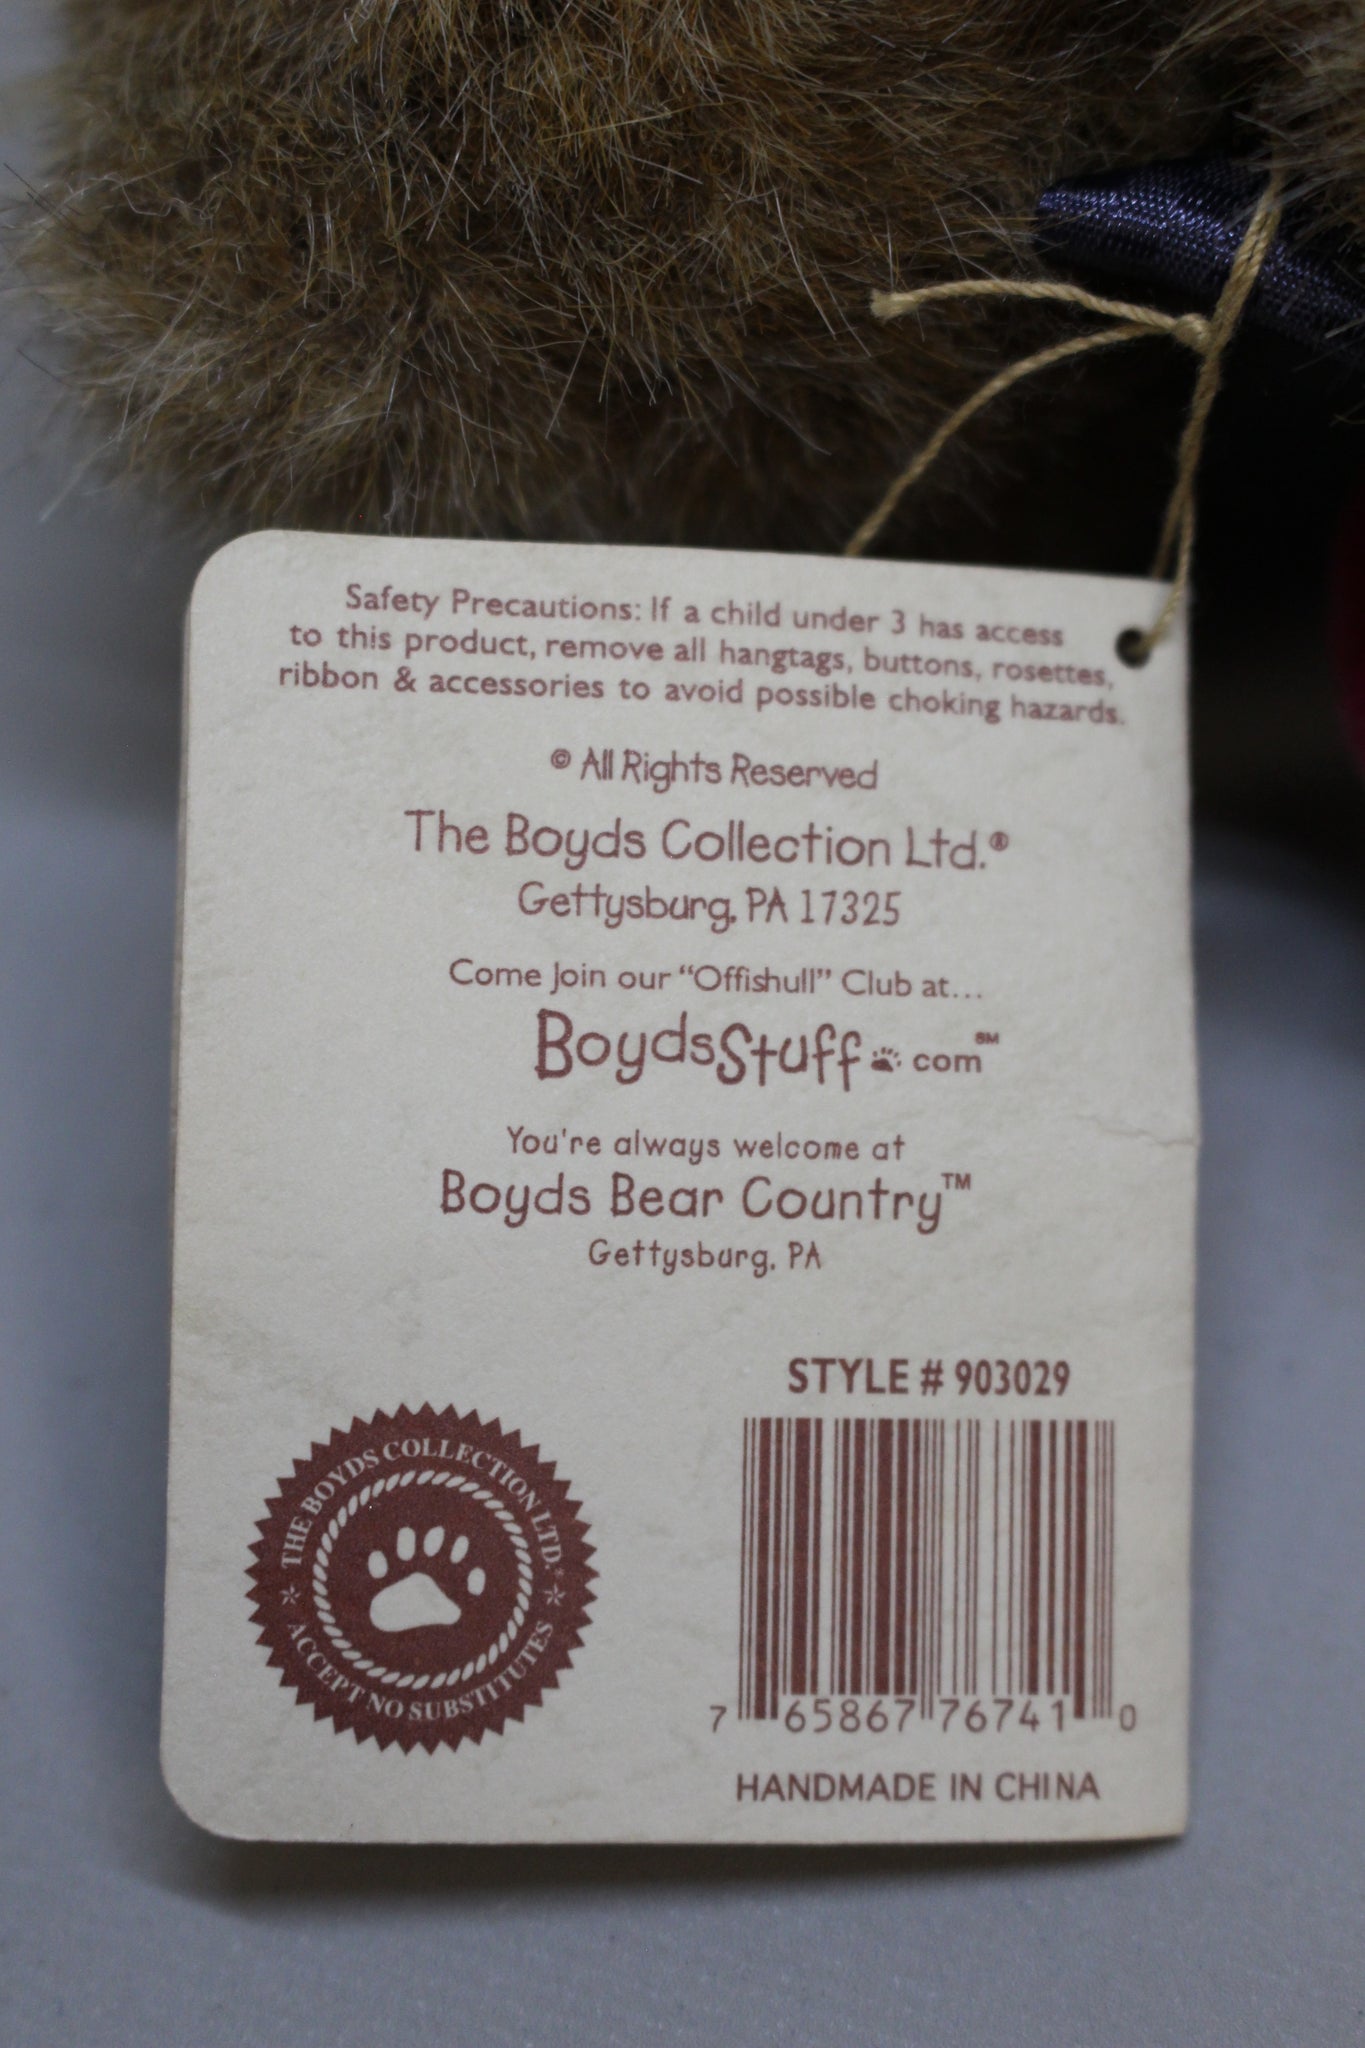 Safety Precautions: If a child under 3 has access
to this product, remove all hangtags, buttons, rosettes,
ribbon & accessories to avoid possible choking hazards.
© All Rights Reserved
The Boyds Collection Ltd.®
Gettysburg, PA 17325
Come Join our “Offishull” Club at...
BoydsStuff.com℠
You're always welcome at
Boyds Bear Country™
Gettysburg, PA
STYLE # 903029
THE BOYDS COLLECTION LTD.®
ACCEPT NO SUBSTITUTES
7 65867 76741 0
HANDMADE IN CHINA